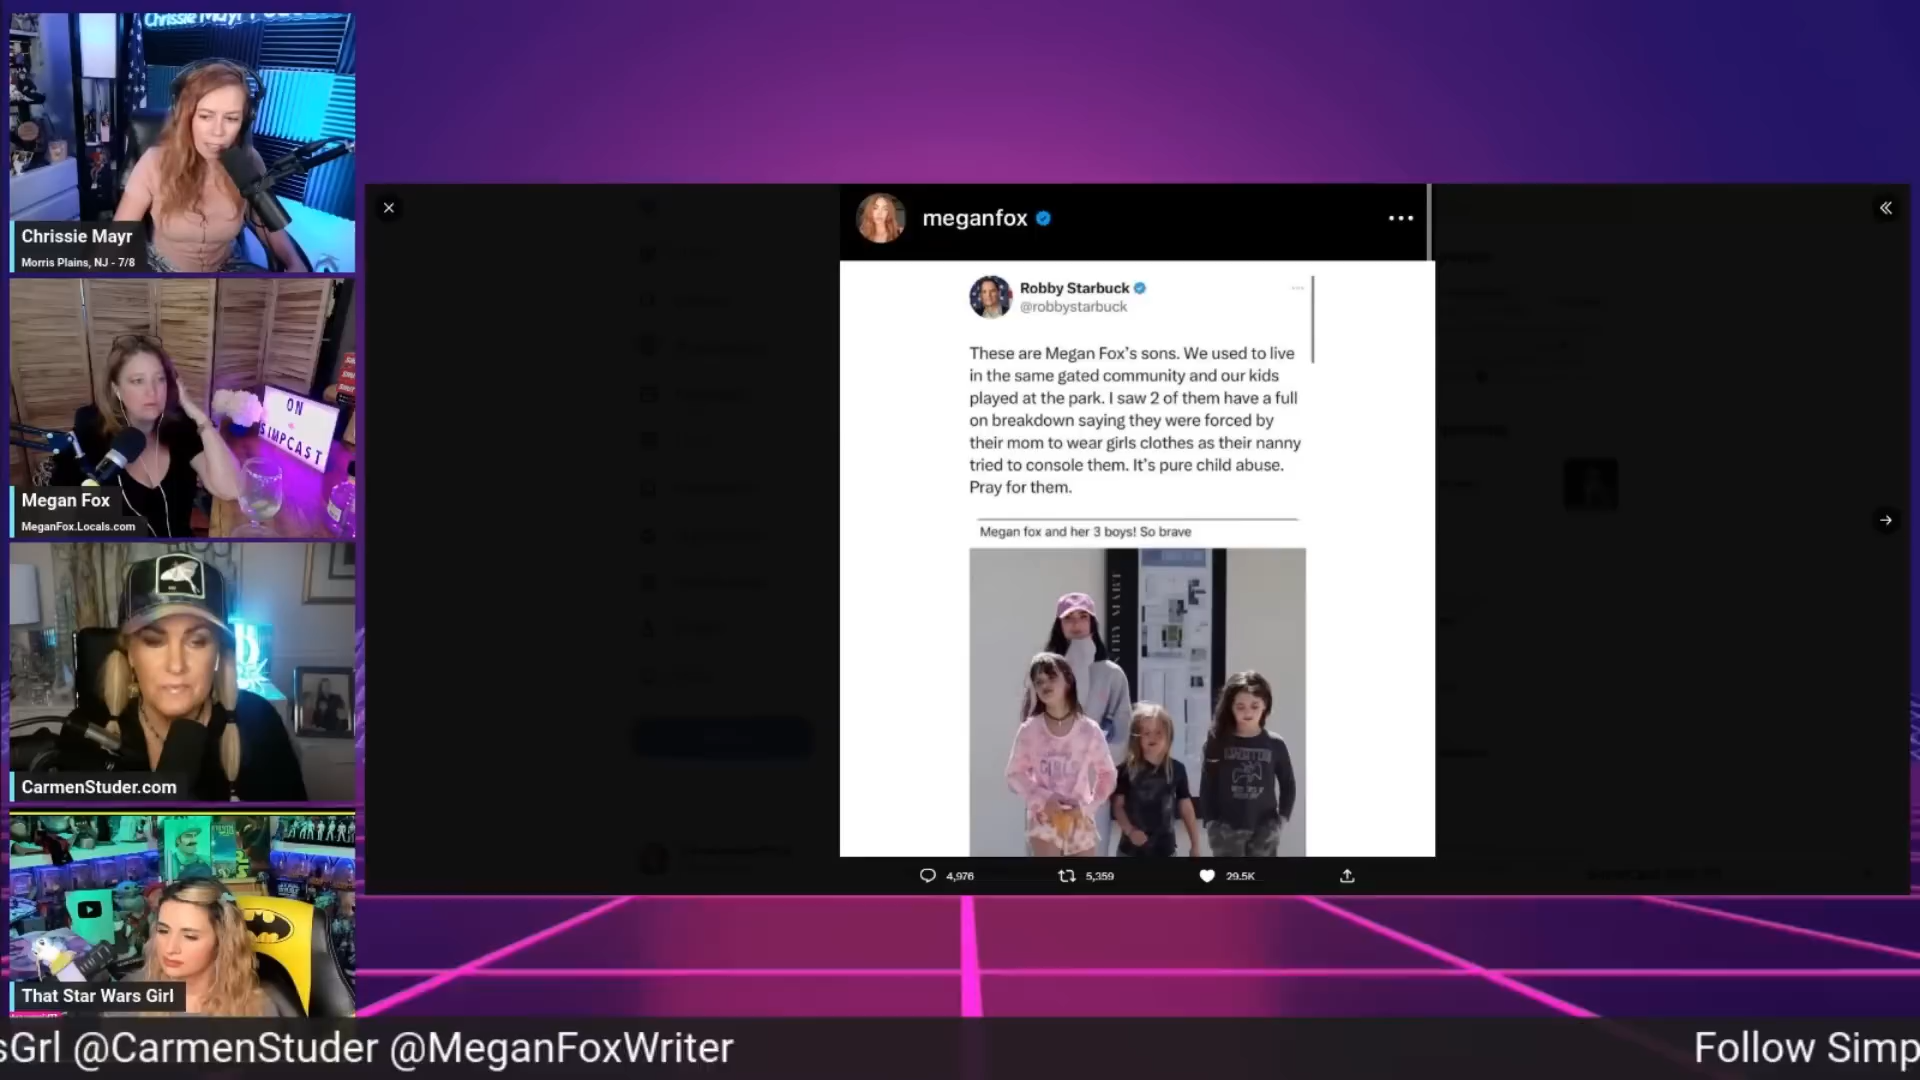 Chrissie Mayr
Morris Plains, NJ - 7/8
ON
SIMPCAST
Megan Fox
MeganFox.Locals.com
CarmenStuder.com
That Star Wars Girl
meganfox
Robby Starbuck
@robbystarbuck
These are Megan Fox's sons. We used to live
in the same gated community and our kids
played at the park. I saw 2 of them have a full
on breakdown saying they were forced by
their mom to wear girls clothes as their nanny
tried to console them. It's pure child abuse.
Pray for them.
Megan fox and her 3 boys! So brave
GIRLS
4,976
5,359
29.5K
sGrl @CarmenStuder @MeganFoxWriter
Follow Simp